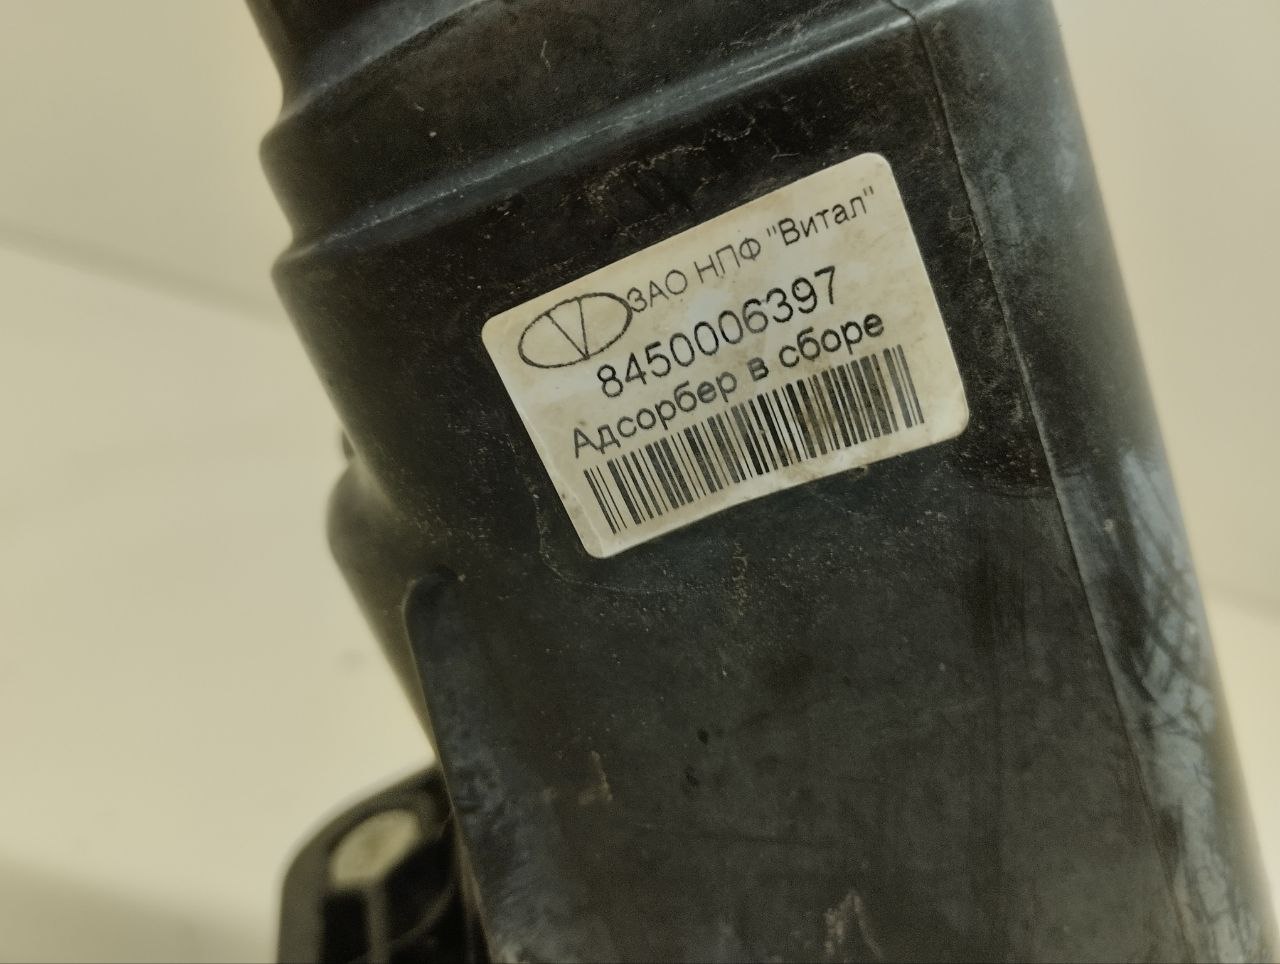 V ЗАО НПФ "Витал"
8450006397
Адсорбер в сборе